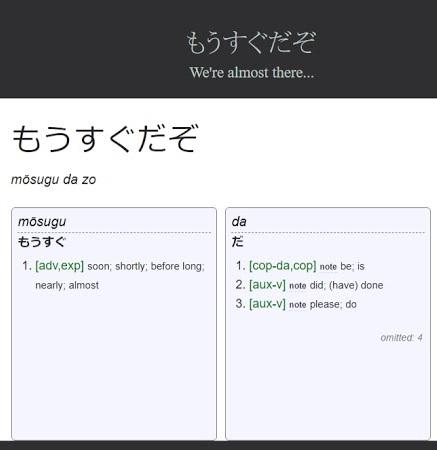 もうすぐだぞ
We're almost there...
もうすぐだぞ
mōsugu da zo
mōsugu
もうすぐ
1. [adv,exp] soon; shortly; before long;
nearly; almost
da
だ
1. [cop-da,cop] note be; is
2. [aux-v] note did; (have) done
3. [aux-v] note please; do
omitted: 4